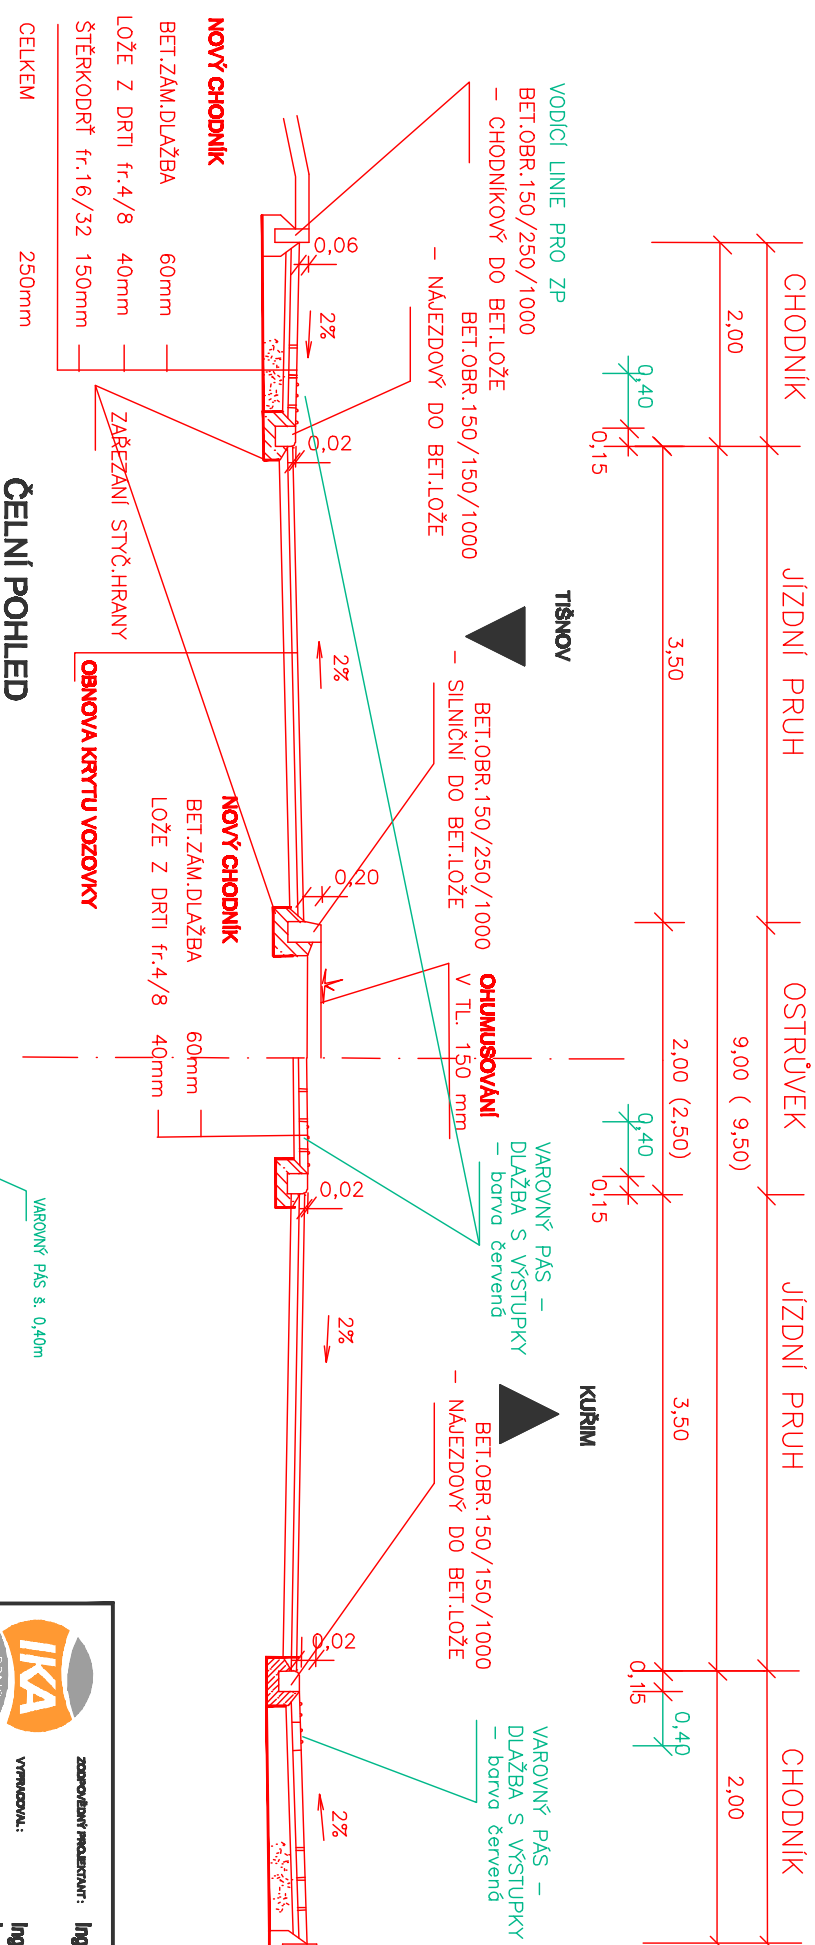 CHODNÍK
JÍZDNÍ PRUH
OSTRŮVEK
JÍZDNÍ PRUH
CHODNÍK
2,00
9,00 ( 9,50)
2,00
3,50
2,00 (2,50)
3,50
0,40
0,15
0,40
0,15
0,15
0,40
TIŠNOV
KUŘIM
VODÍCÍ LINIE PRO ZP
BET.OBR.150/250/1000
- CHODNÍKOVÝ DO BET.LOŽE
BET.OBR.150/150/1000
- NÁJEZDOVÝ DO BET.LOŽE
BET.OBR.150/250/1000
- SILNIČNÍ DO BET.LOŽE
OHUMUSOVÁNÍ
V TL. 150 mm
VAROVNÝ PÁS -
DLAŽBA S VÝSTUPKY
- barva červená
BET.OBR.150/150/1000
- NÁJEZDOVÝ DO BET.LOŽE
VAROVNÝ PÁS -
DLAŽBA S VÝSTUPKY
- barva červená
0,06
2%
0,02
2%
0,20
0,02
2%
0,02
2%
NOVÝ CHODNÍK
BET.ZÁM.DLAŽBA 60mm
LOŽE Z DRTI fr.4/8 40mm
ŠTĚRKODRŤ fr.16/32 150mm
CELKEM 250mm
ZAŘEZÁNÍ STYČ.HRANY
OBNOVA KRYTU VOZOVKY
NOVÝ CHODNÍK
BET.ZÁM.DLAŽBA 60mm
LOŽE Z DRTI fr.4/8 40mm
ČELNÍ POHLED
VAROVNÝ PÁS š. 0,40m
IKA
ZODPOVĚDNÝ PROJEKTANT: Ing
VYPRACOVAL: Ing